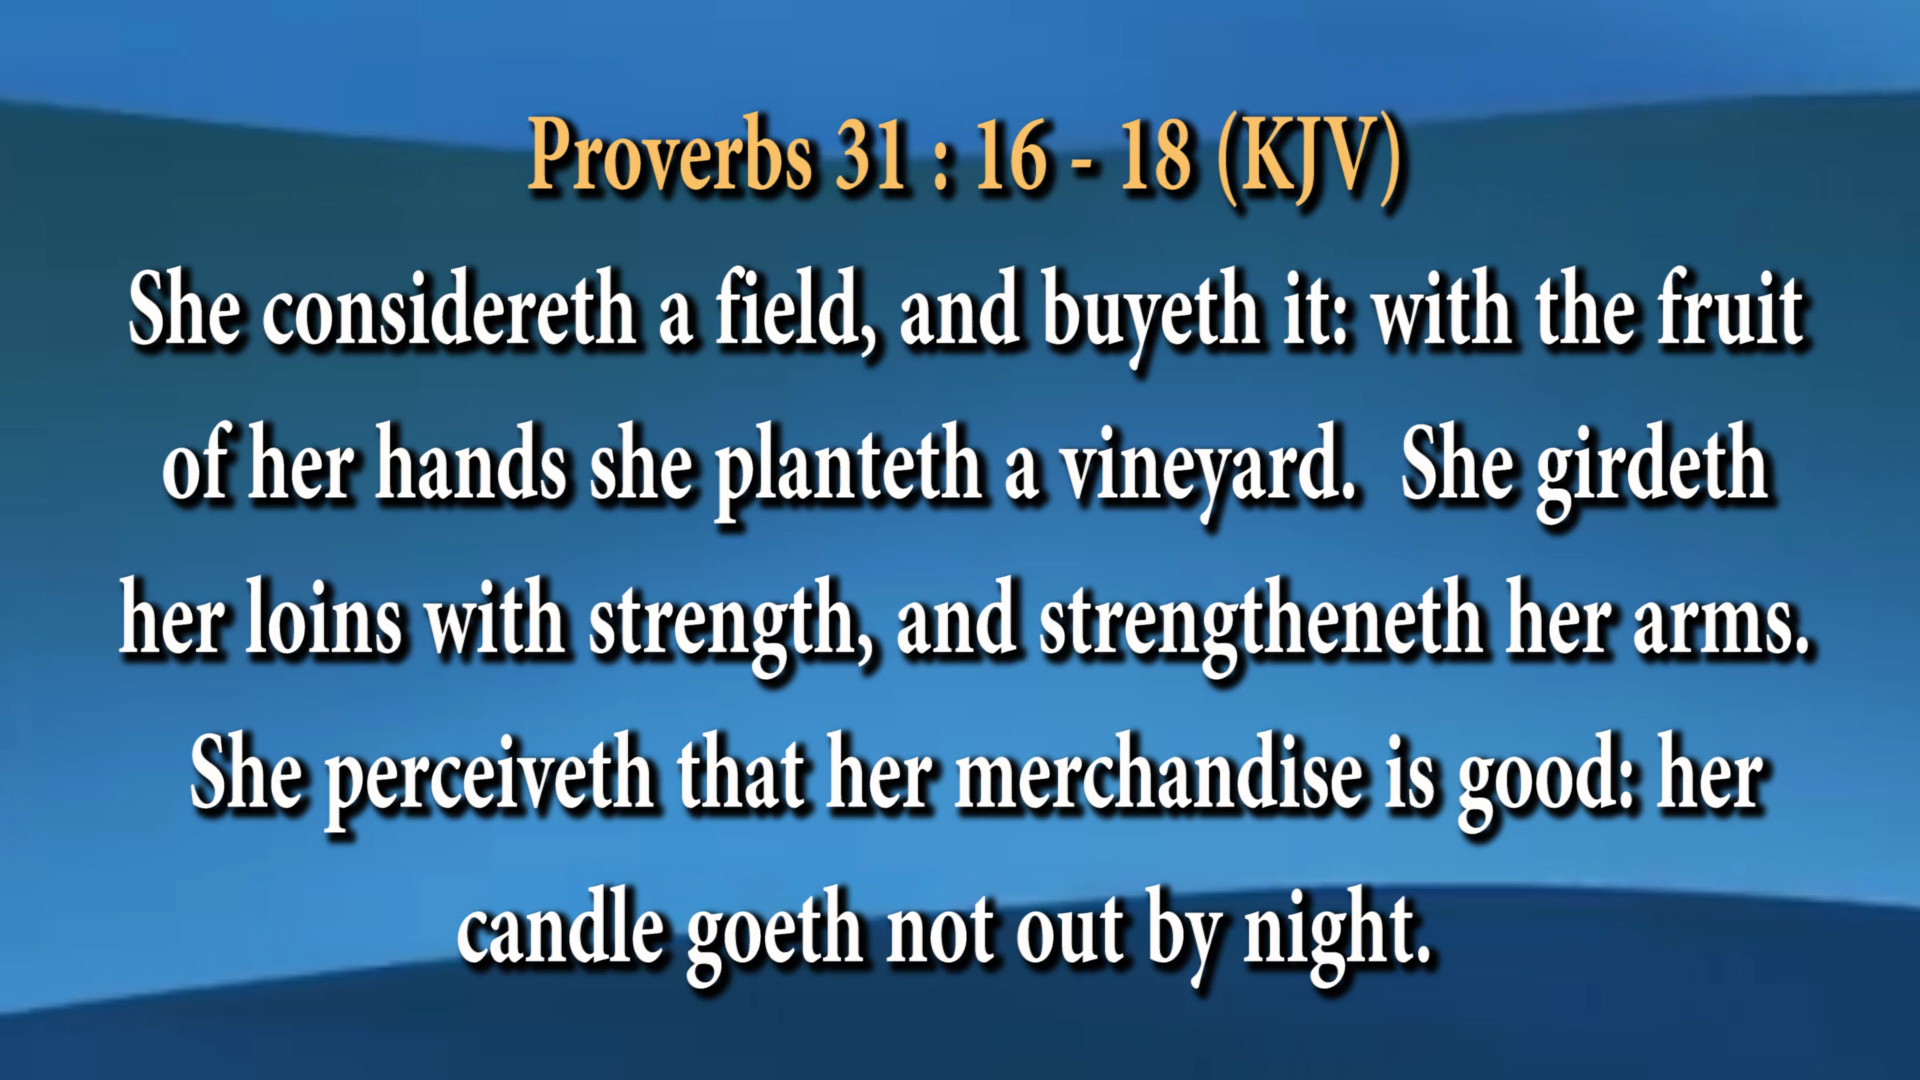 Proverbs 31 : 16 - 18 (KJV)
She considereth a field, and buyeth it: with the fruit
of her hands she planteth a vineyard.  She girdeth
her loins with strength, and strengtheneth her arms.
She perceiveth that her merchandise is good: her
candle goeth not out by night.